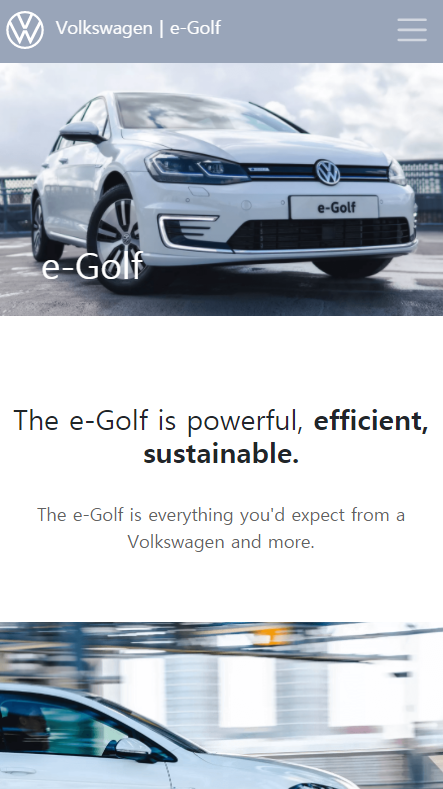 Volkswagen | e-Golf
e-Golf
e-Golf
The e-Golf is powerful, efficient,
sustainable.
The e-Golf is everything you'd expect from a
Volkswagen and more.